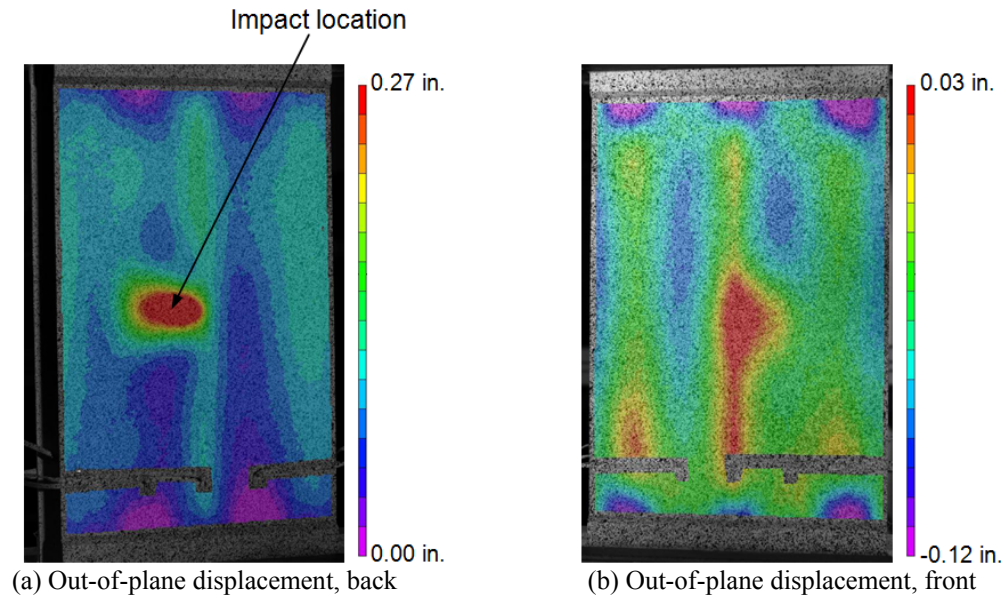 Impact location
0.27 in.
0.03 in.
0.00 in.
-0.12 in.
(a) Out-of-plane displacement, back
(b) Out-of-plane displacement, front